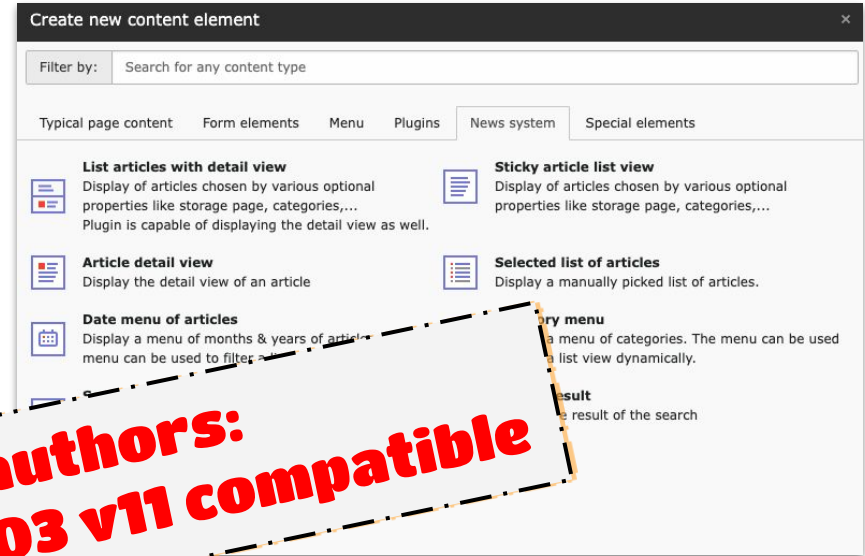 Create new content element ×
Filter by: Search for any content type
Typical page content Form elements Menu Plugins News system Special elements
List articles with detail view
Display of articles chosen by various optional
properties like storage page, categories,...
Plugin is capable of displaying the detail view as well.
Sticky article list view
Display of articles chosen by various optional
properties like storage page, categories,...
Article detail view
Display the detail view of an article
Selected list of articles
Display a manually picked list of articles.
Date menu of articles
Display a menu of months & years of
menu can be used to filter
menu
a menu of categories. The menu can be used
list view dynamically.
result of the search
authors:
v11 compatible